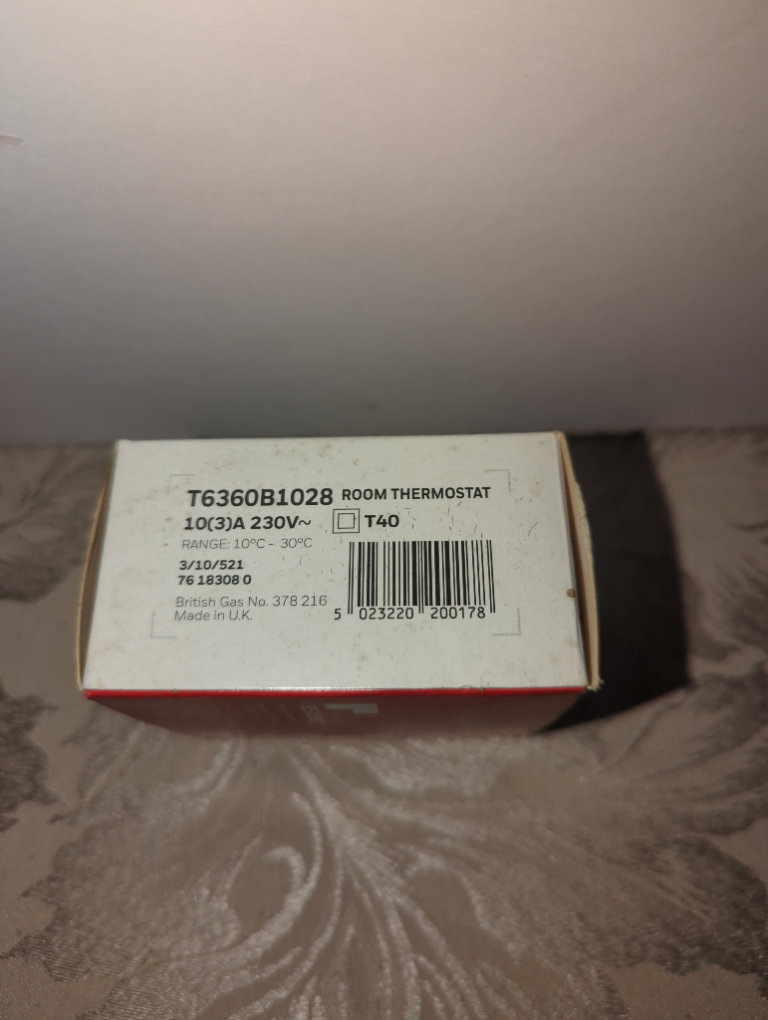 T6360B1028 ROOM THERMOSTAT
10(3)A 230V~ T40
RANGE: 10°C - 30°C
3/10/521
76 18308 0
British Gas No. 378 216
Made in U.K.
5 023220 200178